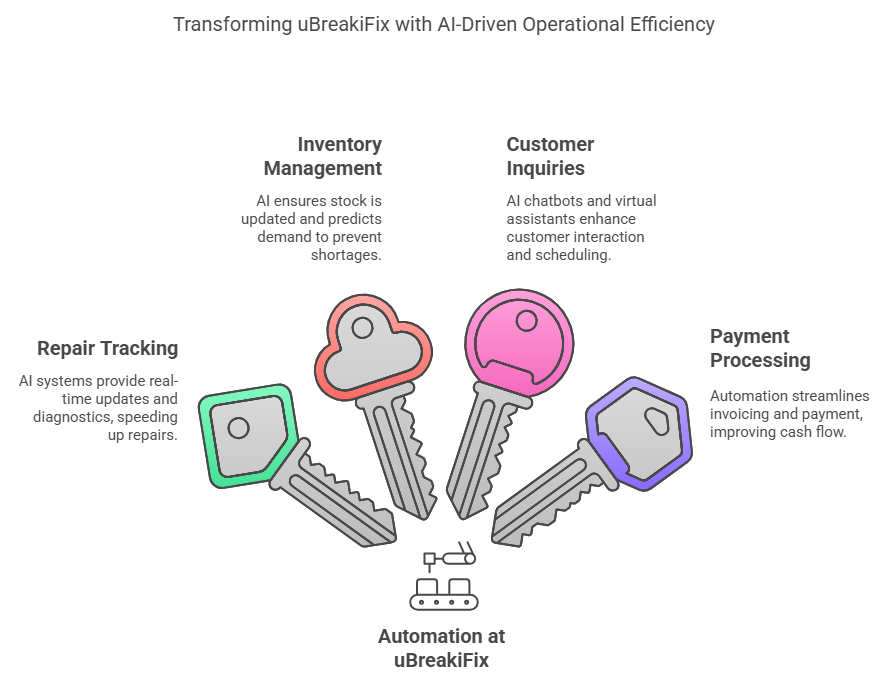 Transforming uBreakiFix with AI-Driven Operational Efficiency
Inventory
Management
AI ensures stock is
updated and predicts
demand to prevent
shortages.
Customer
Inquiries
AI chatbots and virtual
assistants enhance
customer interaction
and scheduling.
Repair Tracking
AI systems provide real-
time updates and
diagnostics, speeding
up repairs.
Payment
Processing
Automation streamlines
invoicing and payment,
improving cash flow.
Automation at
uBreakiFix